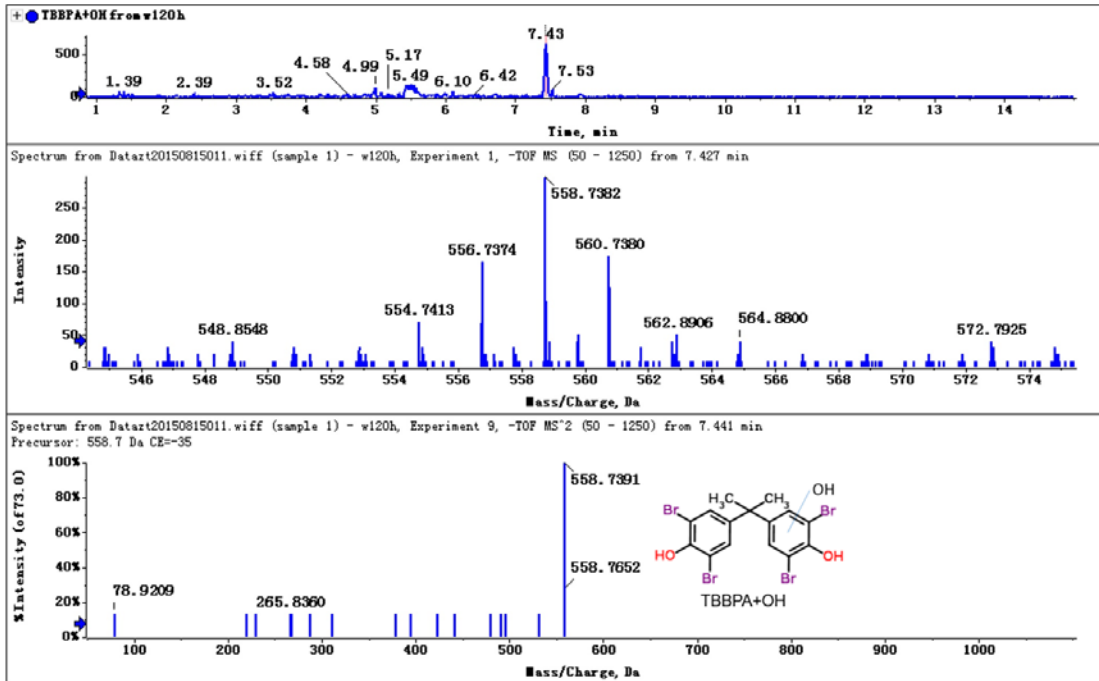 TBBPA+OH from w120h
7.43
500
5.17
4.58
4.99
1.39
2.39
3.52
5.49
6.10
6.42
7.53
0
1 2 3 4 5 6 7 8 9 10 11 12 13 14
Time, min
Spectrum from Datazt20150815011.wiff (sample 1) - w120h, Experiment 1, -TOF MS (50 - 1250) from 7.427 min
558.7382
250
556.7374
560.7380
200
150
Intensity
554.7413
100
548.8548
562.8906
564.8800
572.7925
50
0
546 548 550 552 554 556 558 560 562 564 566 568 570 572 574
Mass/Charge, Da
Spectrum from Datazt20150815011.wiff (sample 1) - w120h, Experiment 9, -TOF MS^2 (50 - 1250) from 7.441 min
Precursor: 558.7 Da CE=-35
100%
558.7391
80%
60%
40%
20%
0%
% Intensity (of 73.0)
558.7652
78.9209
265.8360
OH
H₃C CH₃
Br Br
HO OH
Br Br
TBBPA+OH
100 200 300 400 500 600 700 800 900 1000
Mass/Charge, Da